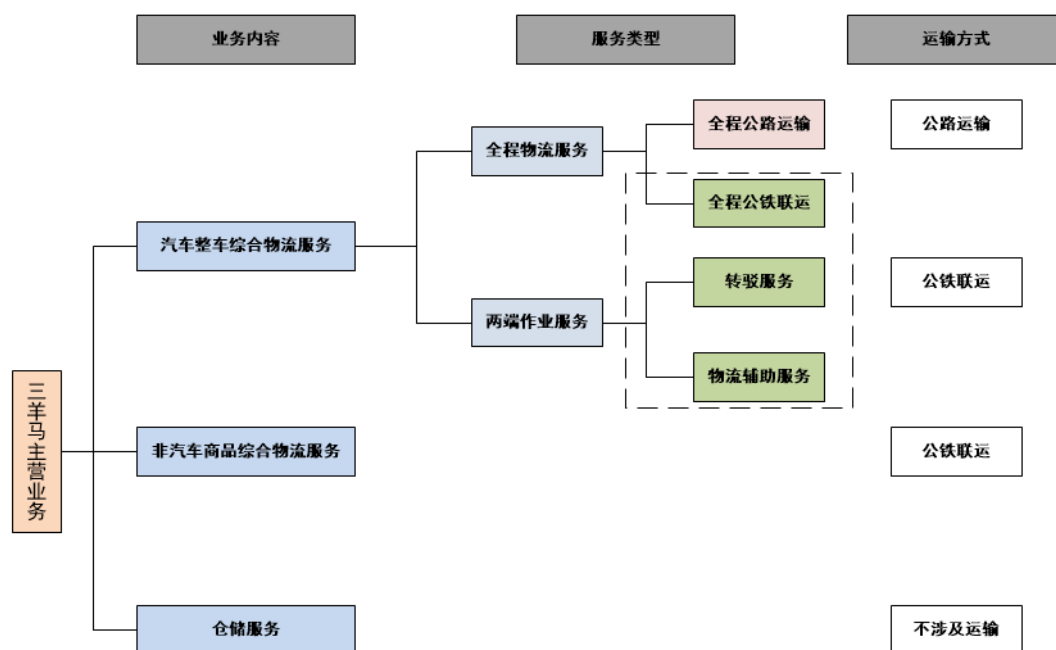 业务内容
服务类型
运输方式
全程公路运输
公路运输
全程物流服务
全程公铁联运
汽车整车综合物流服务
转驳服务
公铁联运
两端作业服务
物流辅助服务
三羊马主营业务
非汽车商品综合物流服务
公铁联运
仓储服务
不涉及运输